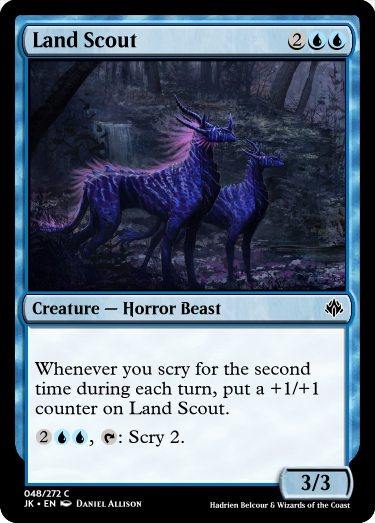 Land Scout 2UU
Creature — Horror Beast
Whenever you scry for the second
time during each turn, put a +1/+1
counter on Land Scout.
2UU, T: Scry 2.
3/3
048/272 C
JK • EN Daniel Allison
Hadrien Belcour & Wizards of the Coast